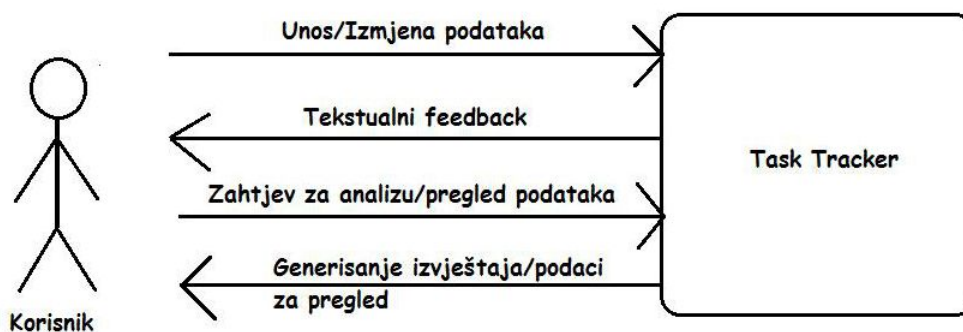 Unos/Izmjena podataka
Tekstualni feedback
Task Tracker
Zahtjev za analizu/pregled podataka
Generisanje izvještaja/podaci
za pregled
Korisnik